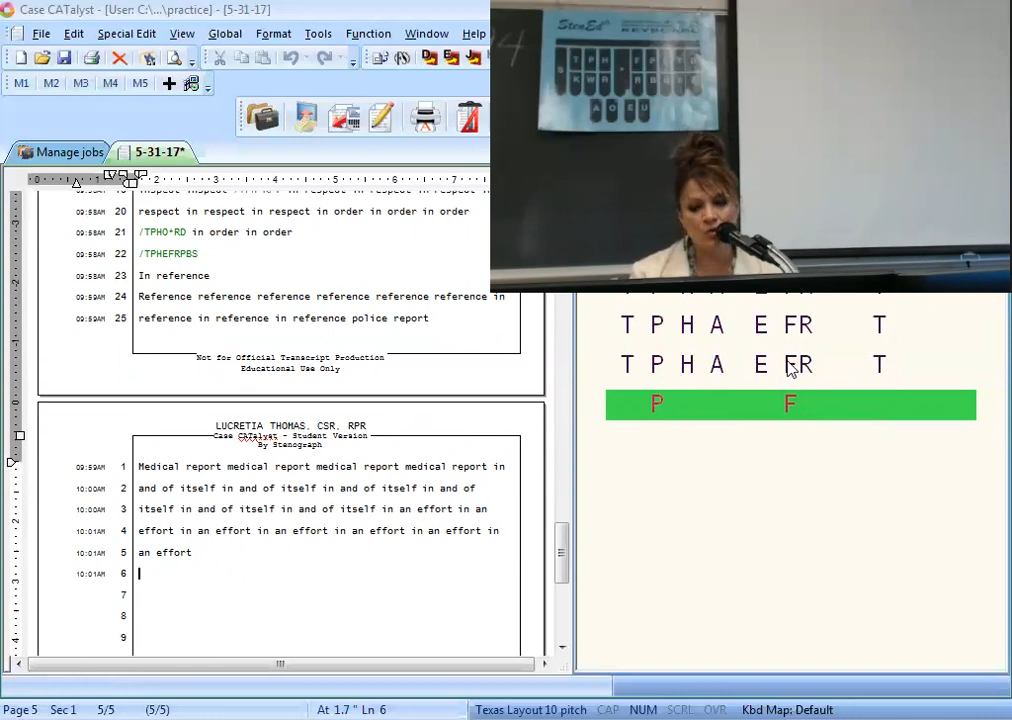 Case CATalyst - [User: C:\...\practice] - [5-31-17]
File Edit Special Edit View Global Format Tools Function Window Help
M1 M2 M3 M4 M5
Manage jobs 5-31-17*
09:58AM 20 respect in respect in respect in order in order in order
09:58AM 21 /TPHO*RD in order in order
09:58AM 22 /TPHEFRPBS
09:58AM 23 In reference
09:59AM 24 Reference reference reference reference reference reference in
09:59AM 25 reference in reference in reference police report
Not for Official Transcript Production
Educational Use Only
LUCRETIA THOMAS, CSR, RPR
Case CATalyst - Student Version
By Stenograph
09:59AM 1 Medical report medical report medical report medical report in
10:00AM 2 and of itself in and of itself in and of itself in and of
10:00AM 3 itself in and of itself in and of itself in an effort in an
10:01AM 4 effort in an effort in an effort in an effort in an effort in
10:01AM 5 an effort
10:01AM 6
7
8
9
StenEd
KEYBOARD
T P H A E FR T
T P H A E FR T
P F
Page 5 Sec 1 5/5 (5/5) At 1.7" Ln 6 Texas Layout 10 pitch CAP NUM SCRL OVR Kbd Map: Default